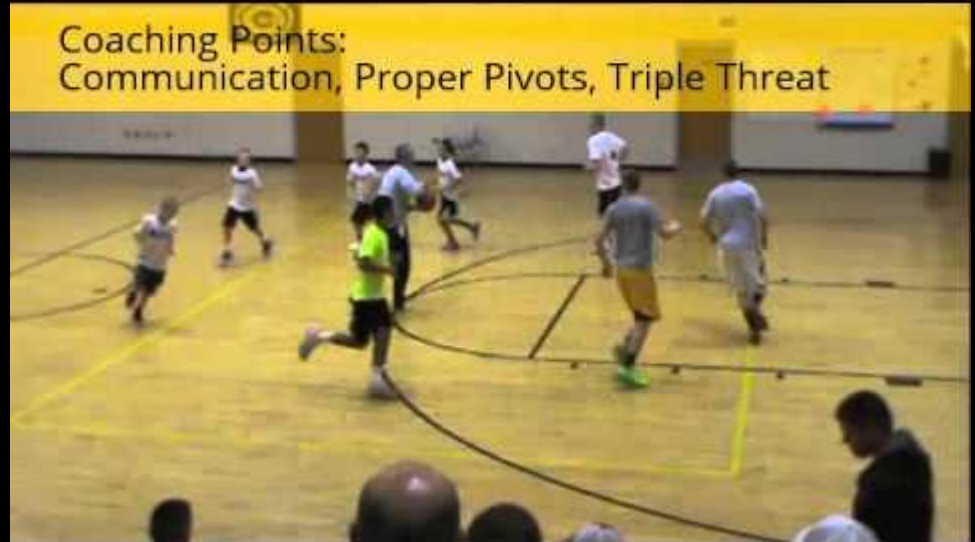 Coaching Points:
Communication, Proper Pivots, Triple Threat